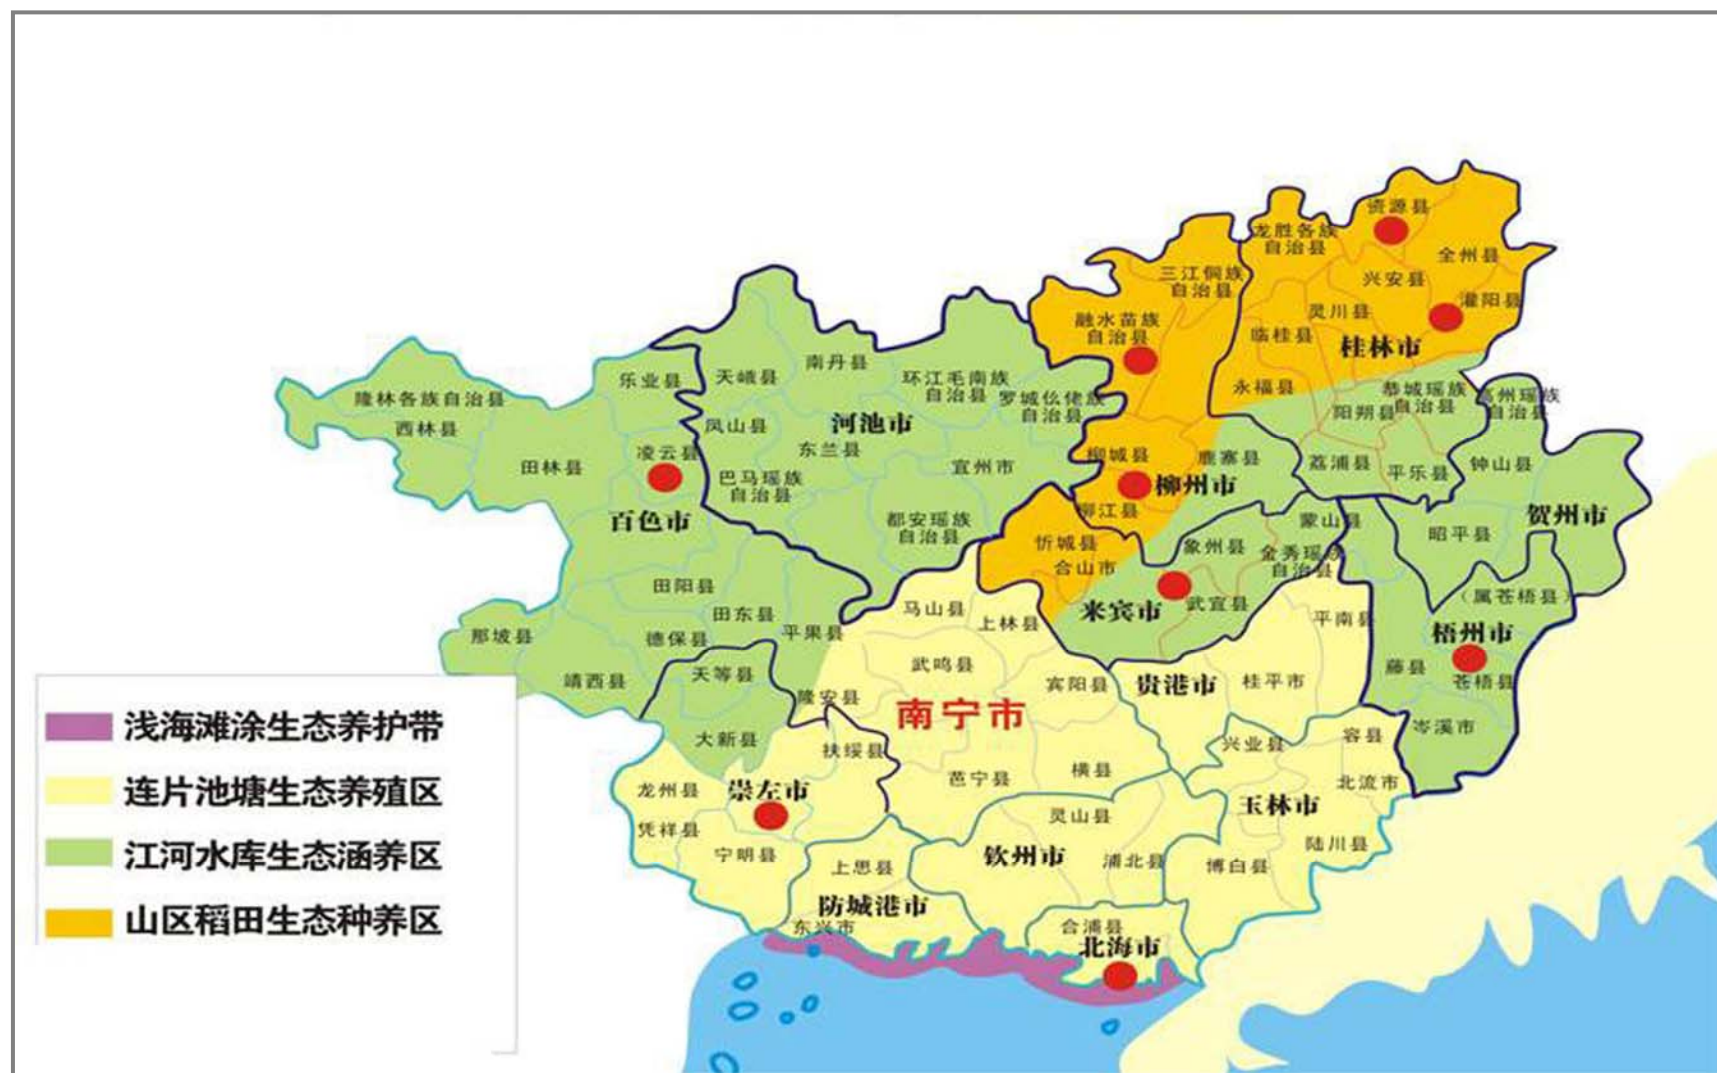 资源县
龙胜各族
自治县
全州县
三江侗族
自治县
兴安县
灌阳县
灵川县
融水苗族
自治县
临桂县
桂林市
南丹县
乐业县
天峨县
环江毛南族
自治县
永福县
恭城瑶族
自治县
隆林各族自治县
罗城仫佬族
自治县
富州瑶族
自治县
阳朔县
西林县
凤山县
河池市
东兰县
凌云县
柳城县
鹿寨县
田林县
宜州市
荔浦县
平乐县
钟山县
巴马瑶族
自治县
柳州市
柳江县
百色市
都安瑶族
自治县
蒙山县
贺州市
昭平县
忻城县
象州县
金秀瑶族
自治县
合山市
田阳县
(属苍梧县)
马山县
来宾市
武宜县
田东县
上林县
平南县
那坡县
德保县
平果县
梧州市
武鸣县
藤县
靖西县
天等县
宾阳县
贵港市
桂平市
苍梧县
隆安县
南宁市
岑溪市
大新县
扶绥县
兴业县
容县
芭宁县
横县
龙州县
崇左市
北流市
玉林市
凭祥县
灵山县
陆川县
宁明县
上思县
钦州市
浦北县
博白县
防城港市
东兴市
合浦县
北海市
浅海滩涂生态养护带
连片池塘生态养殖区
江河水库生态涵养区
山区稻田生态种养区